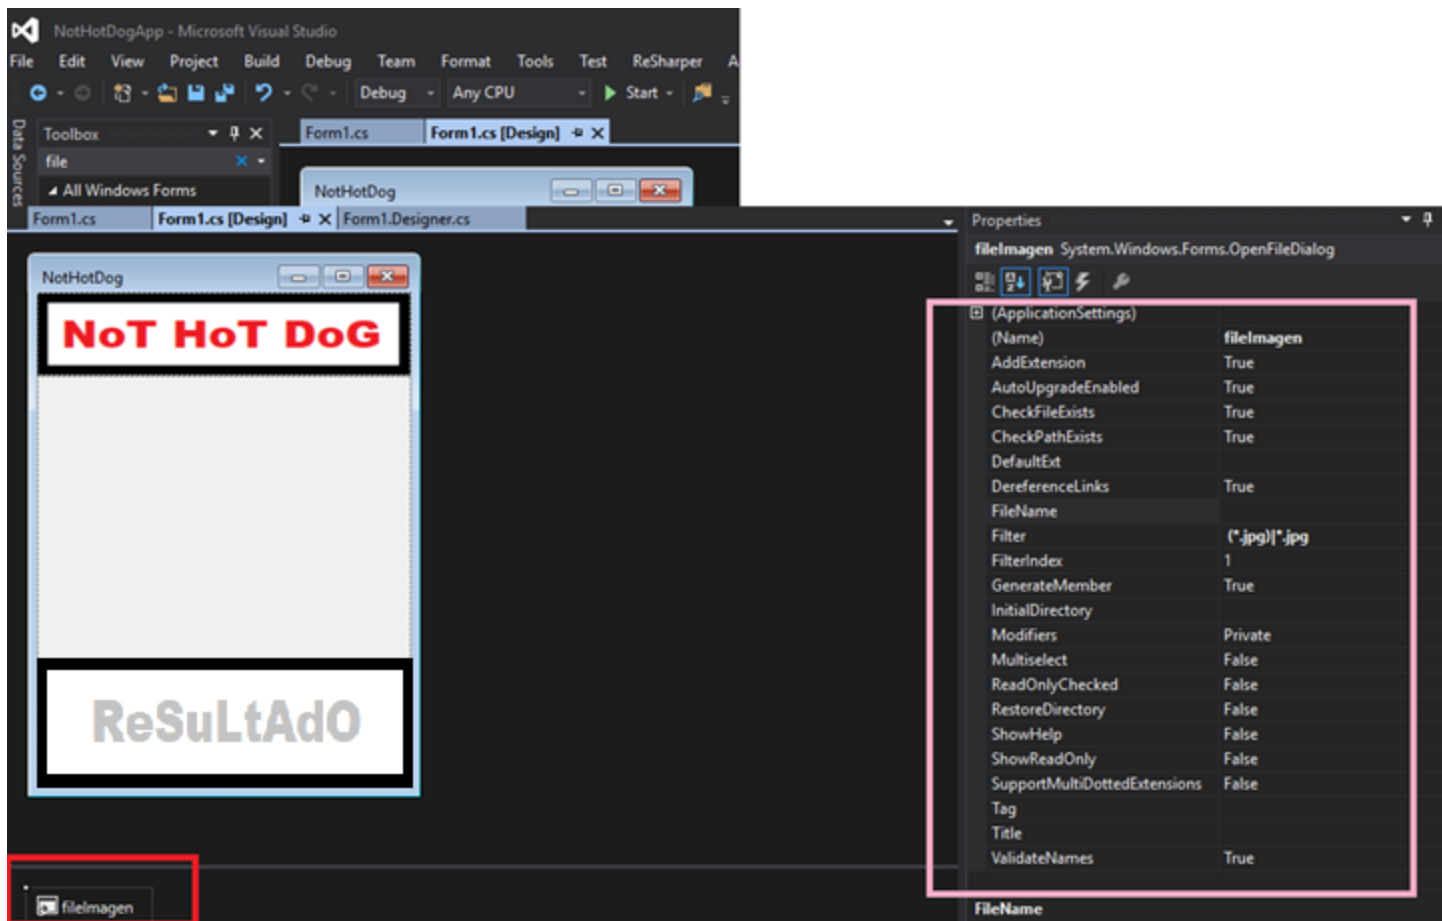 NotHotDogApp - Microsoft Visual Studio
File Edit View Project Build Debug Team Format Tools Test ReSharper A
Debug Any CPU Start
Data Sources
Toolbox
Form1.cs Form1.cs [Design]
file
All Windows Forms
NotHotDog
Form1.cs Form1.cs [Design] Form1.Designer.cs
NotHotDog
NoT HoT DoG
ReSuLtAdO
fileImagen
Properties
fileImagen System.Windows.Forms.OpenFileDialog
(ApplicationSettings)
(Name) fileImagen
AddExtension True
AutoUpgradeEnabled True
CheckFileExists True
CheckPathExists True
DefaultExt
DereferenceLinks True
FileName
Filter (*.jpg)|*.jpg
FilterIndex 1
GenerateMember True
InitialDirectory
Modifiers Private
Multiselect False
ReadOnlyChecked False
RestoreDirectory False
ShowHelp False
ShowReadOnly False
SupportMultiDottedExtensions False
Tag
Title
ValidateNames True
FileName